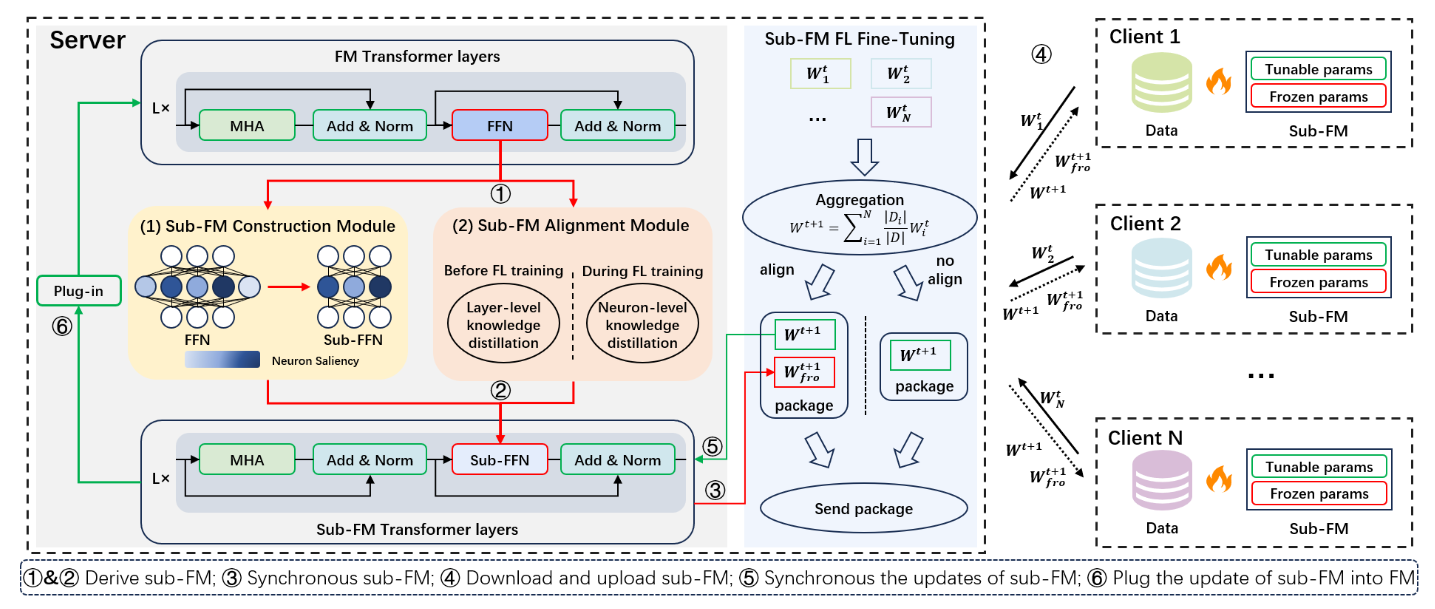 Server
FM Transformer layers
L×
MHA
Add & Norm
FFN
Add & Norm
①
(1) Sub-FM Construction Module
FFN
Sub-FFN
Neuron Saliency
(2) Sub-FM Alignment Module
Before FL training
During FL training
Layer-level
knowledge
distillation
Neuron-level
knowledge
distillation
Plug-in
⑥
②
L×
MHA
Add & Norm
Sub-FFN
Add & Norm
Sub-FM Transformer layers
⑤
③
Sub-FM FL Fine-Tuning
W_1^t
W_2^t
...
W_N^t
Aggregation
W^{t+1} = ∑_{i=1}^{N} |D_i|/|D| W_i^t
align
no
align
W^{t+1}
W_{fro}^{t+1}
package
W^{t+1}
package
Send package
④
W_1^t
W_{fro}^{t+1}
W^{t+1}
W_2^t
W_{fro}^{t+1}
W^{t+1}
W_N^t
W^{t+1}
W_{fro}^{t+1}
Client 1
Tunable params
Frozen params
Data
Sub-FM
Client 2
Tunable params
Frozen params
Data
Sub-FM
...
Client N
Tunable params
Frozen params
Data
Sub-FM
①&② Derive sub-FM; ③ Synchronous sub-FM; ④ Download and upload sub-FM; ⑤ Synchronous the updates of sub-FM; ⑥ Plug the update of sub-FM into FM